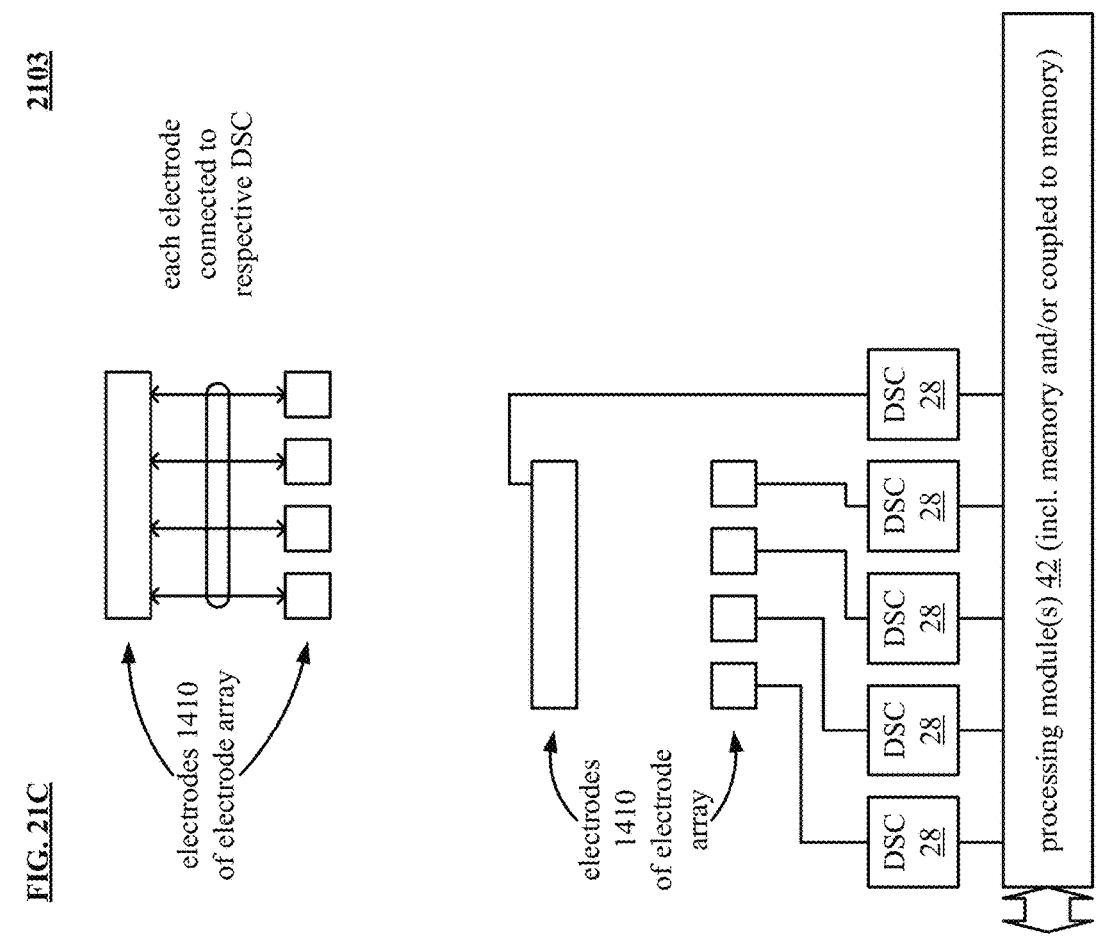 FIG. 21C
2103
electrodes 1410
of electrode array
each electrode
connected to
respective DSC
electrodes
1410
of electrode
array
DSC
28
DSC
28
DSC
28
DSC
28
DSC
28
processing module(s) 42 (incl. memory and/or coupled to memory)